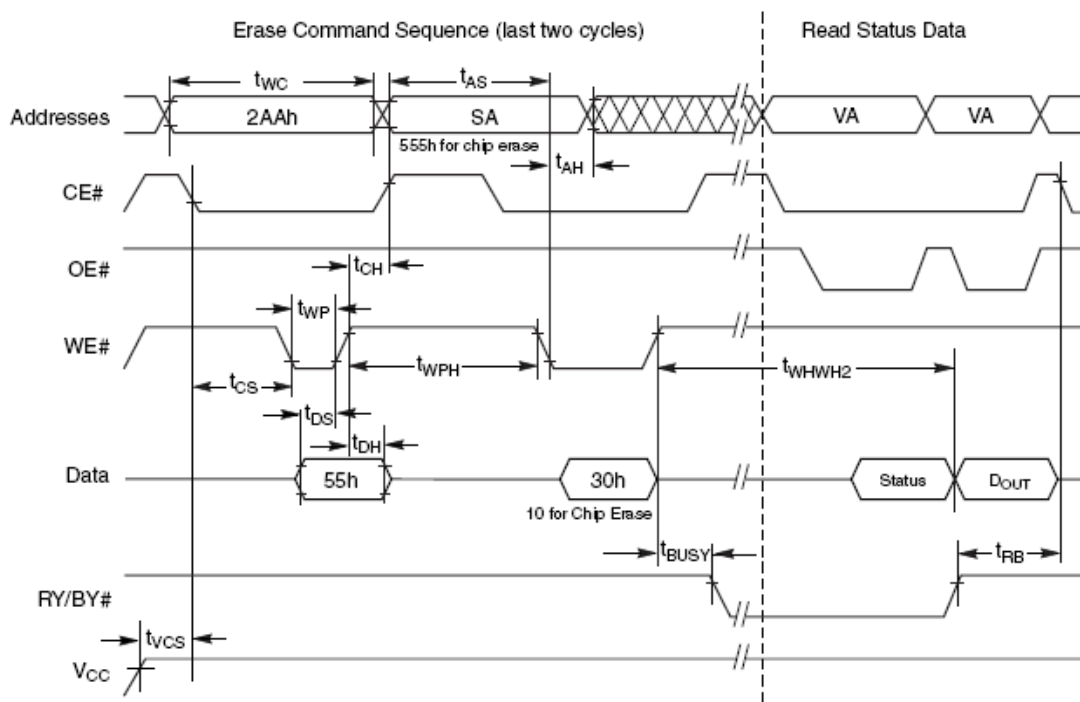 Erase Command Sequence (last two cycles) Read Status Data
tWC tAS
Addresses 2AAh SA VA VA
555h for chip erase
tAH
CE#
OE#
tCH
tWP
WE#
tWPH tWHWH2
tCS
tDS
tDH
Data 55h 30h Status DOUT
10 for Chip Erase
tBUSY tRB
RY/BY#
tVCS
VCC